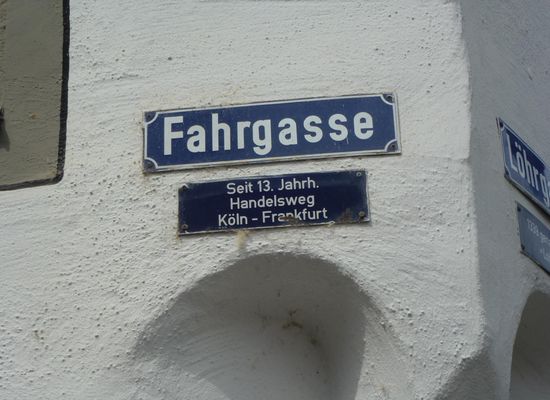 Fahrgasse
Seit 13. Jahrh.
Handelsweg
Köln - Frankfurt